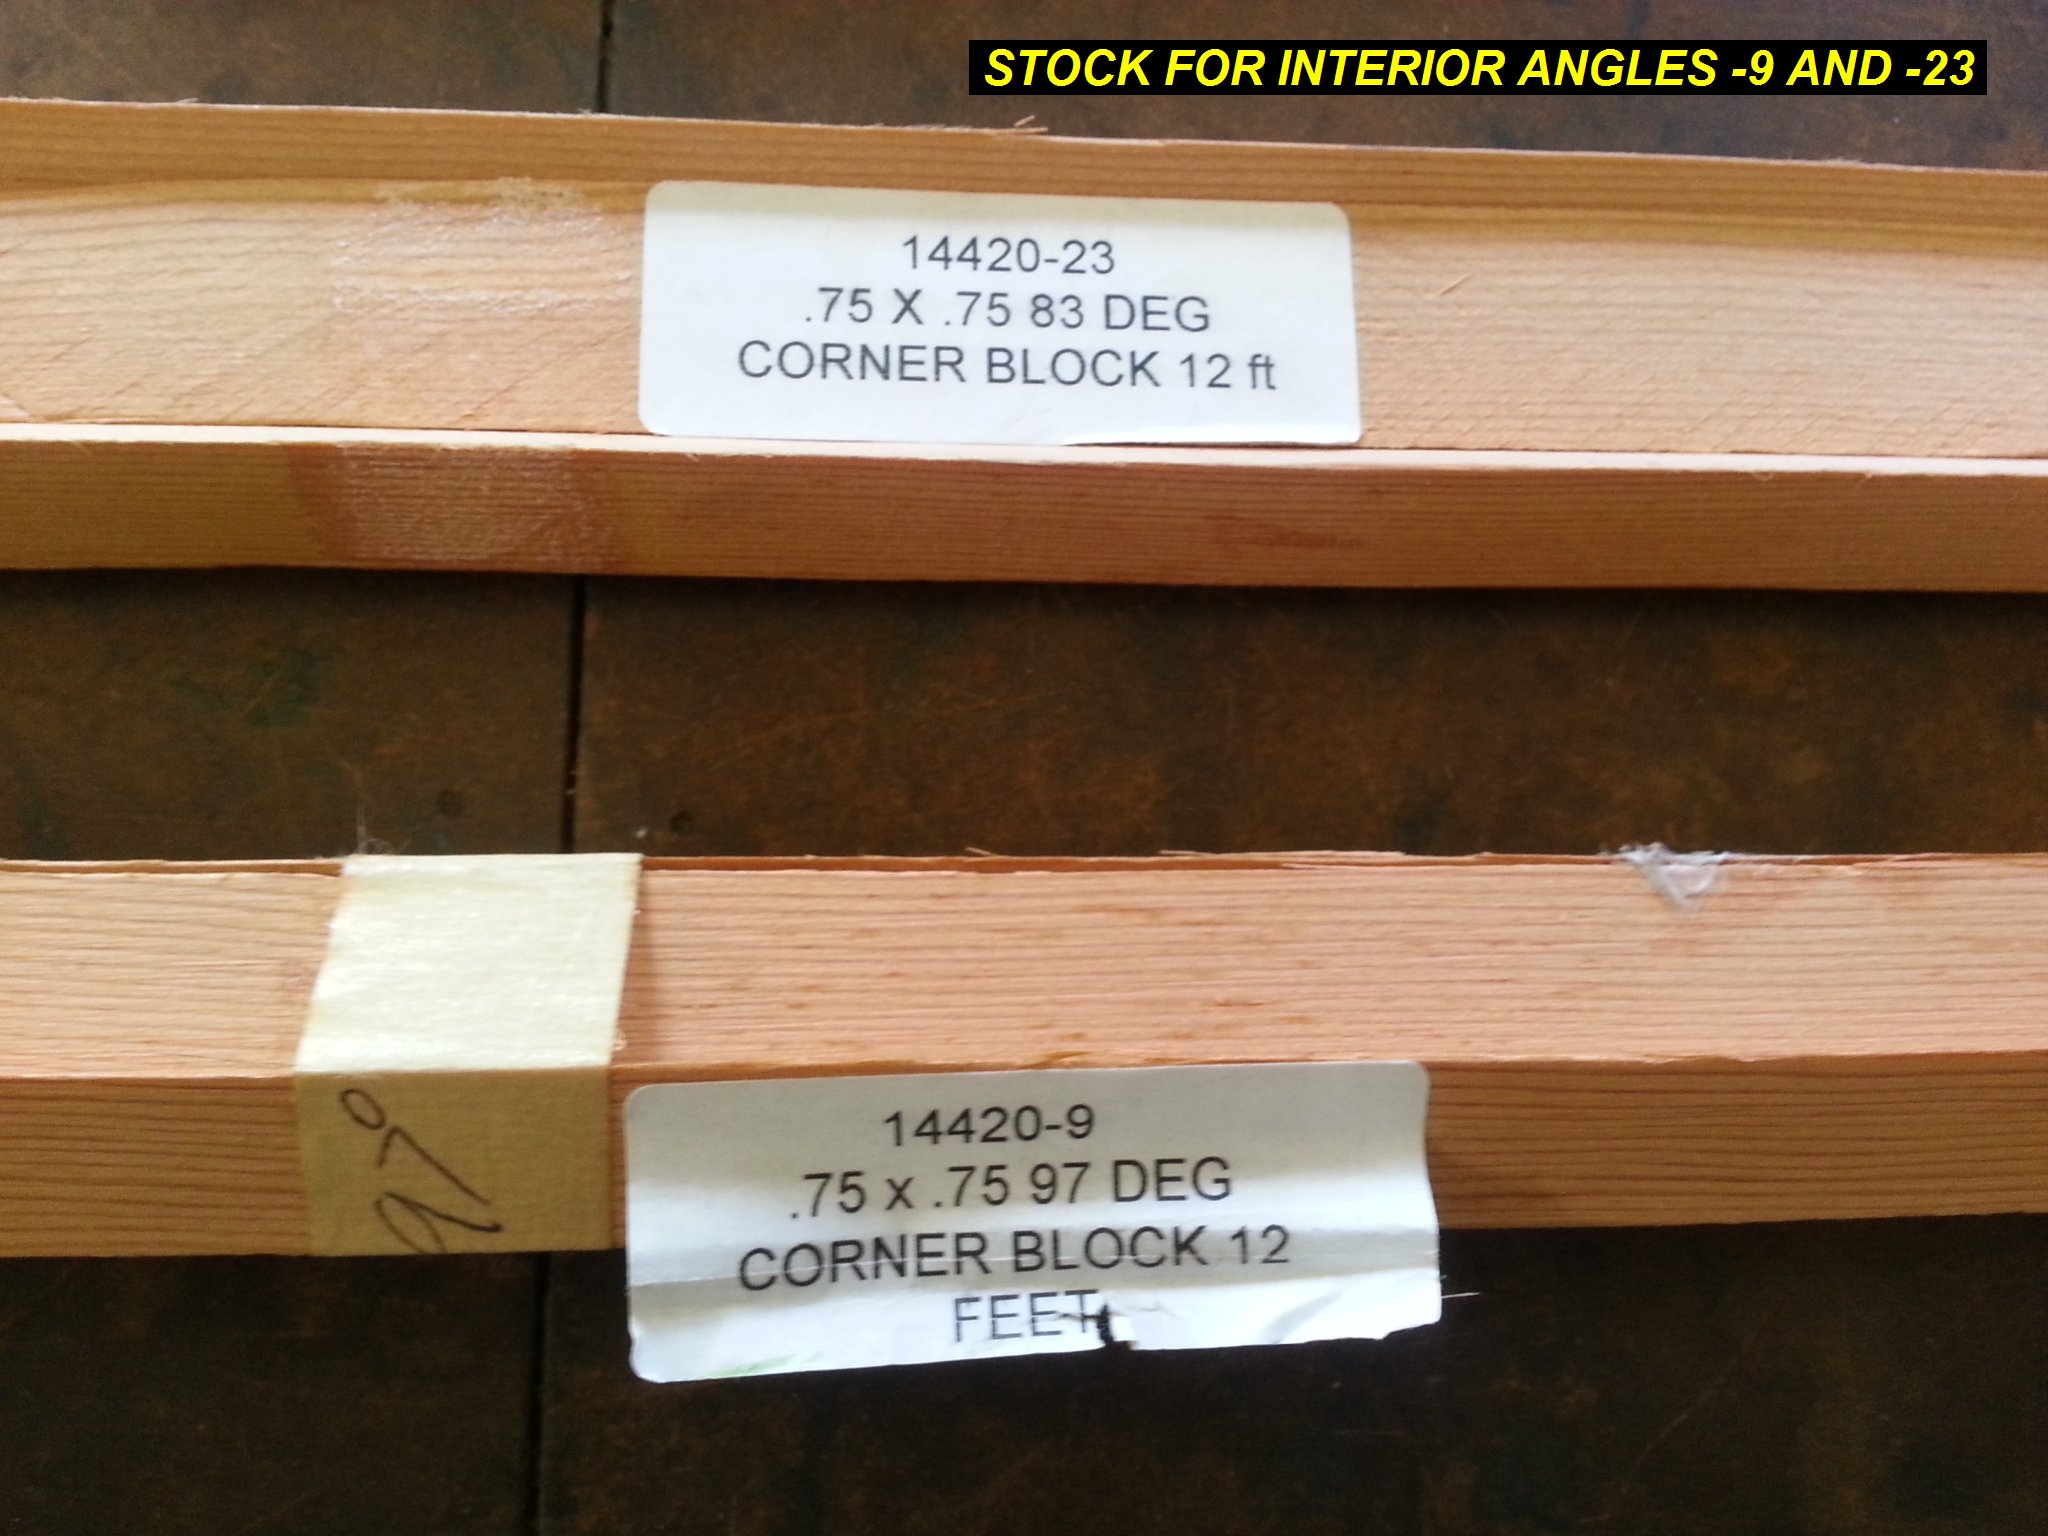 STOCK FOR INTERIOR ANGLES -9 AND -23
14420-23
.75 X .75 83 DEG
CORNER BLOCK 12 ft
97°
14420-9
.75 x .75 97 DEG
CORNER BLOCK 12
FEET